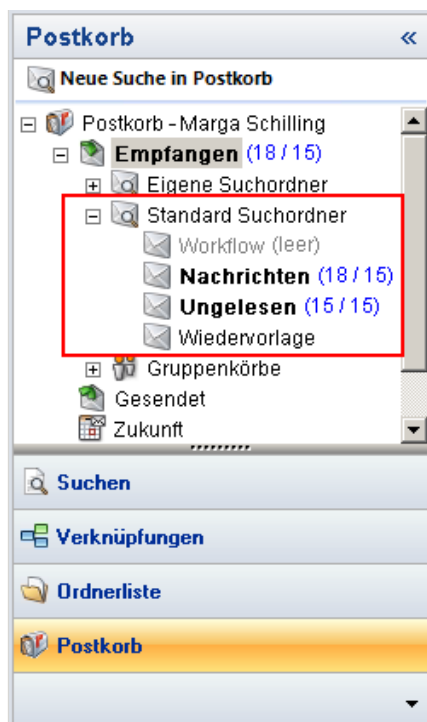 Postkorb «
Neue Suche in Postkorb
Postkorb - Marga Schilling
Empfangen (18 / 15)
Eigene Suchordner
Standard Suchordner
Workflow (leer)
Nachrichten (18 / 15)
Ungelesen (15 / 15)
Wiedervorlage
Gruppenkörbe
Gesendet
Zukunft
Suchen
Verknüpfungen
Ordnerliste
Postkorb